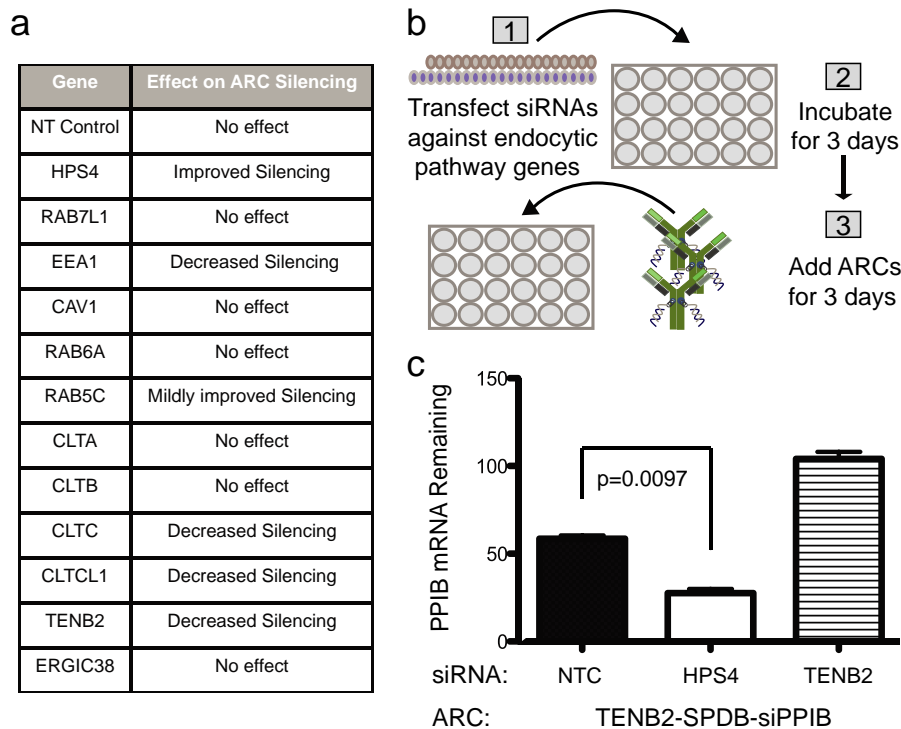 a
Gene Effect on ARC Silencing
NT Control No effect
HPS4 Improved Silencing
RAB7L1 No effect
EEA1 Decreased Silencing
CAV1 No effect
RAB6A No effect
RAB5C Mildly improved Silencing
CLTA No effect
CLTB No effect
CLTC Decreased Silencing
CLTCL1 Decreased Silencing
TENB2 Decreased Silencing
ERGIC38 No effect
b
1
Transfect siRNAs
against endocytic
pathway genes
2
Incubate
for 3 days
3
Add ARCs
for 3 days
c
PPIB mRNA Remaining
150
100
50
0
p=0.0097
siRNA: NTC HPS4 TENB2
ARC: TENB2-SPDB-siPPIB